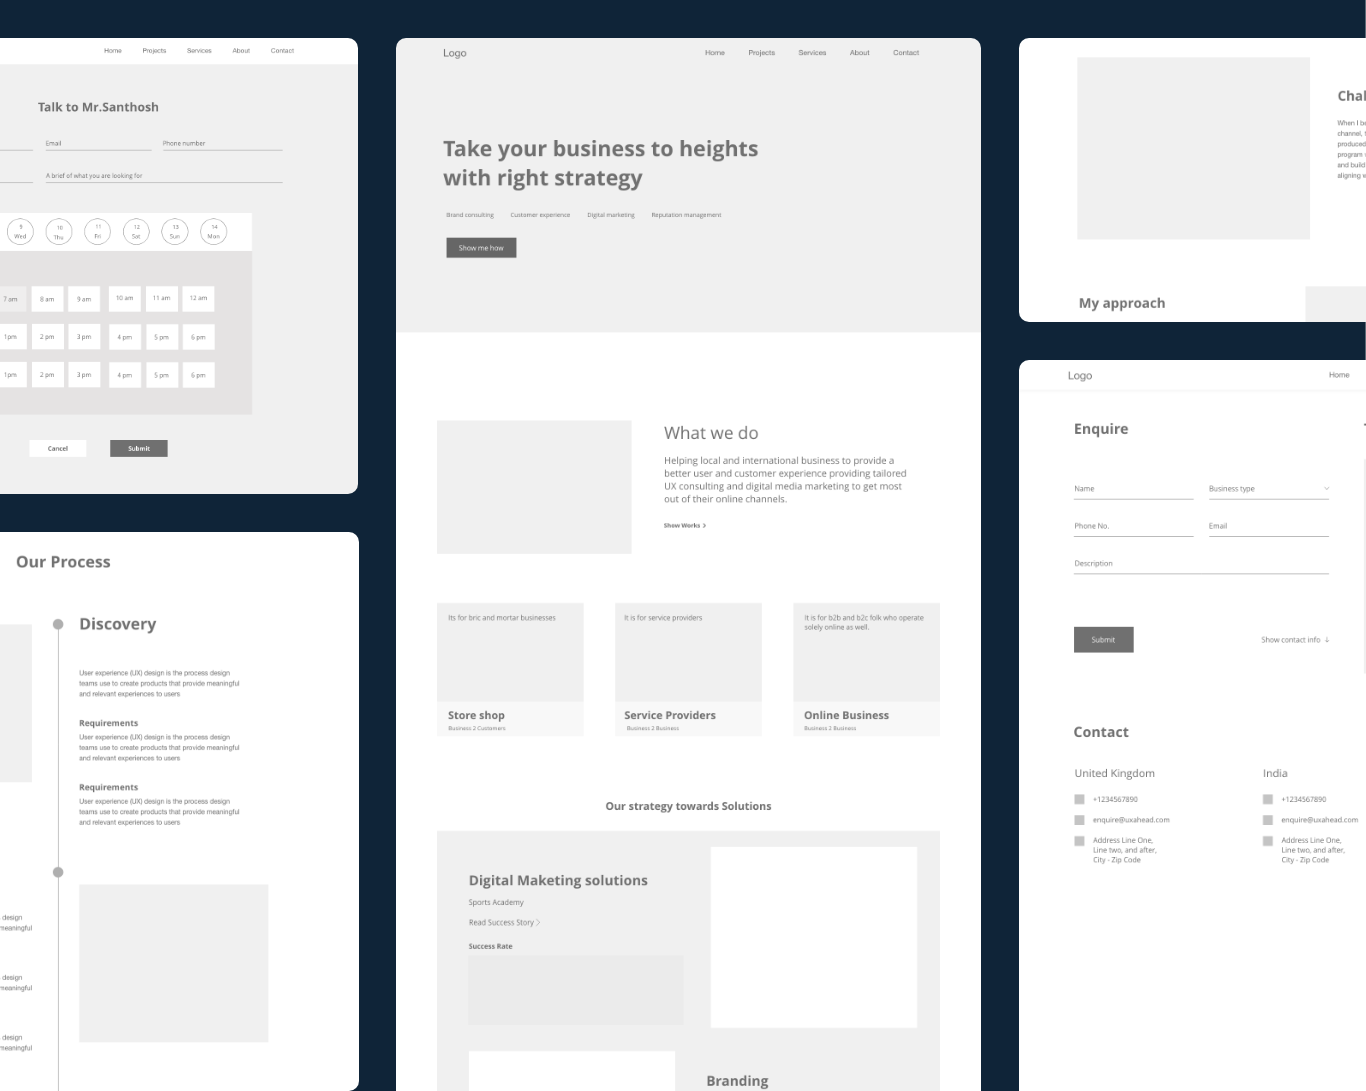 Home Projects Services About Contact
Talk to Mr.Santhosh
Email Phone number
A brief of what you are looking for
9 10 11 12 13 14
Wed Thu Fri Sat Sun Mon
7 am 8 am 9 am 10 am 11 am 12 am
1pm 2 pm 3 pm 4 pm 5 pm 6 pm
1pm 2 pm 3 pm 4 pm 5 pm 6 pm
Cancel Submit
Our Process
Discovery
User experience (UX) design is the process design
teams use to create products that provide meaningful
and relevant experiences to users
Requirements
User experience (UX) design is the process design
teams use to create products that provide meaningful
and relevant experiences to users
Requirements
User experience (UX) design is the process design
teams use to create products that provide meaningful
and relevant experiences to users
design
meaningful
design
meaningful
design
meaningful
Logo Home Projects Services About Contact
Take your business to heights
with right strategy
Brand consulting Customer experience Digital marketing Reputation management
Show me how
What we do
Helping local and international business to provide a
better user and customer experience providing tailored
UX consulting and digital media marketing to get most
out of their online channels.
Show Works >
Its for bric and mortar businesses
Store shop
Business 2 Customers
It is for service providers
Service Providers
Business 2 Business
It is for b2b and b2c folk who operate
solely online as well.
Online Business
Business 2 Business
Our strategy towards Solutions
Digital Maketing solutions
Sports Academy
Read Success Story >
Success Rate
Branding
When I be
channel,
produced
program
and build
aligning w
My approach
Logo Home
Enquire
Name Business type
Phone No. Email
Description
Submit Show contact info ↓
Contact
United Kingdom
+1234567890
enquire@uxahead.com
Address Line One,
Line two, and after,
City - Zip Code
India
+1234567890
enquire@uxahead.com
Address Line One,
Line two, and after,
City - Zip Code